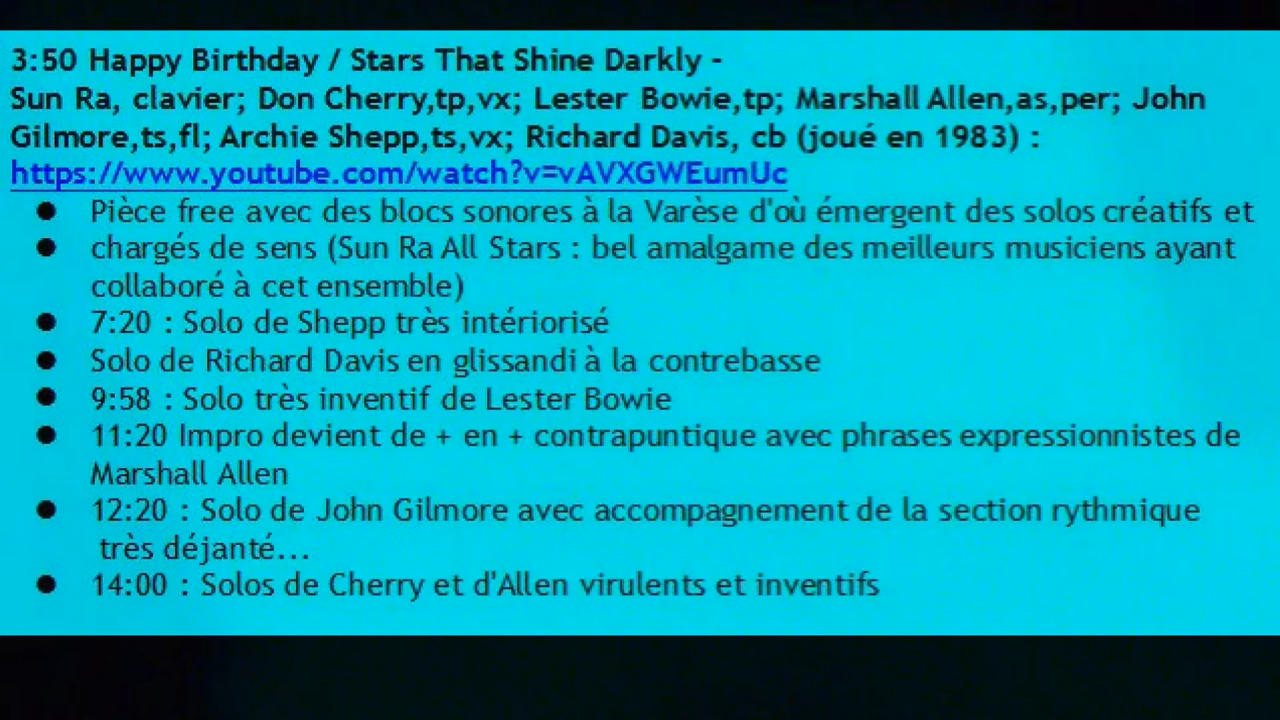 3:50 Happy Birthday / Stars That Shine Darkly -
Sun Ra, clavier; Don Cherry,tp,vx; Lester Bowie,tp; Marshall Allen,as,per; John
Gilmore,ts,fl; Archie Shepp,ts,vx; Richard Davis, cb (joué en 1983) :
https://www.youtube.com/watch?v=vAVXGWEumUc
● Pièce free avec des blocs sonores à la Varèse d'où émergent des solos créatifs et
● chargés de sens (Sun Ra All Stars : bel amalgame des meilleurs musiciens ayant
collaboré à cet ensemble)
● 7:20 : Solo de Shepp très intériorisé
● Solo de Richard Davis en glissandi à la contrebasse
● 9:58 : Solo très inventif de Lester Bowie
● 11:20 Impro devient de + en + contrapuntique avec phrases expressionnistes de
Marshall Allen
● 12:20 : Solo de John Gilmore avec accompagnement de la section rythmique
très déjanté...
● 14:00 : Solos de Cherry et d'Allen virulents et inventifs